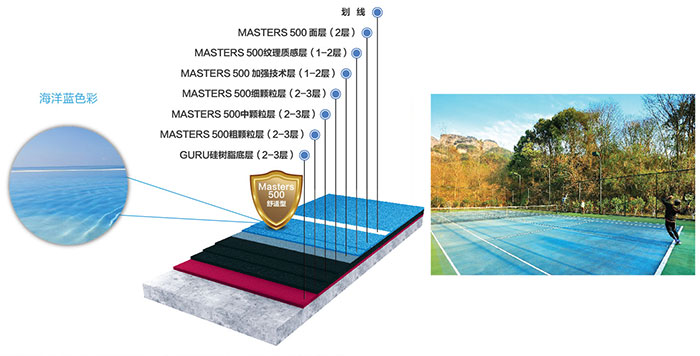 划线
MASTERS 500 面层（2层）
MASTERS 500纹理质感层（1-2层）
MASTERS 500 加强技术层（1-2层）
MASTERS 500细颗粒层（2-3层）
MASTERS 500中颗粒层（2-3层）
MASTERS 500粗颗粒层（2-3层）
GURU硅树脂底层（2-3层）
海洋蓝色彩
Masters
500
舒适型